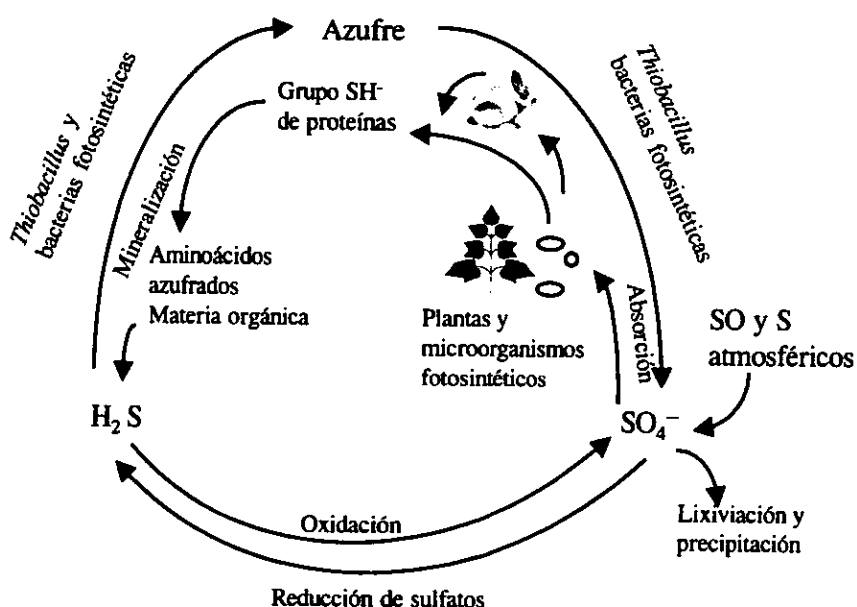 Azufre
Thiobacillus y
bacterias fotosintéticas
Thiobacillus
bacterias fotosintéticas
Grupo SH-
de proteínas
Mineralización
Aminoácidos
azufrados
Materia orgánica
Plantas y
microorganismos
fotosintéticos
Absorción
SO y S
atmosféricos
H₂ S
SO₄⁻
Oxidación
Lixiviación y
precipitación
Reducción de sulfatos